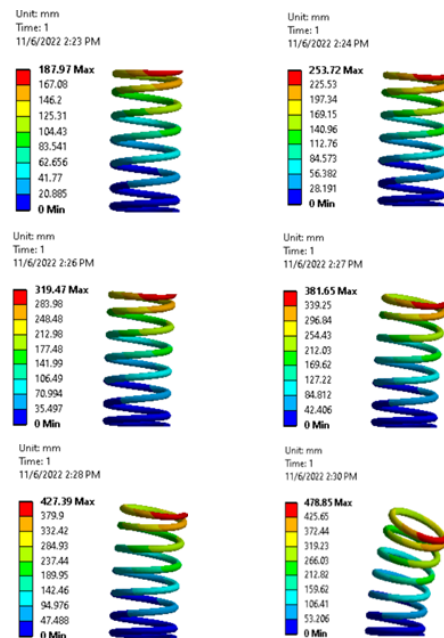 Unit: mm
Time: 1
11/6/2022 2:23 PM
187.97 Max
167.08
146.2
125.31
104.43
83.541
62.656
41.77
20.885
0 Min
Unit: mm
Time: 1
11/6/2022 2:24 PM
253.72 Max
225.53
197.34
169.15
140.96
112.76
84.573
56.382
28.191
0 Min
Unit: mm
Time: 1
11/6/2022 2:26 PM
319.47 Max
283.98
248.48
212.98
177.48
141.99
106.49
70.994
35.497
0 Min
Unit: mm
Time: 1
11/6/2022 2:27 PM
381.65 Max
339.25
296.84
254.43
212.03
169.62
127.22
84.812
42.406
0 Min
Unit: mm
Time: 1
11/6/2022 2:28 PM
427.39 Max
379.9
332.42
284.93
237.44
189.95
142.46
94.976
47.488
0 Min
Unit: mm
Time: 1
11/6/2022 2:30 PM
478.85 Max
425.65
372.44
319.23
266.03
212.82
159.62
106.41
53.206
0 Min